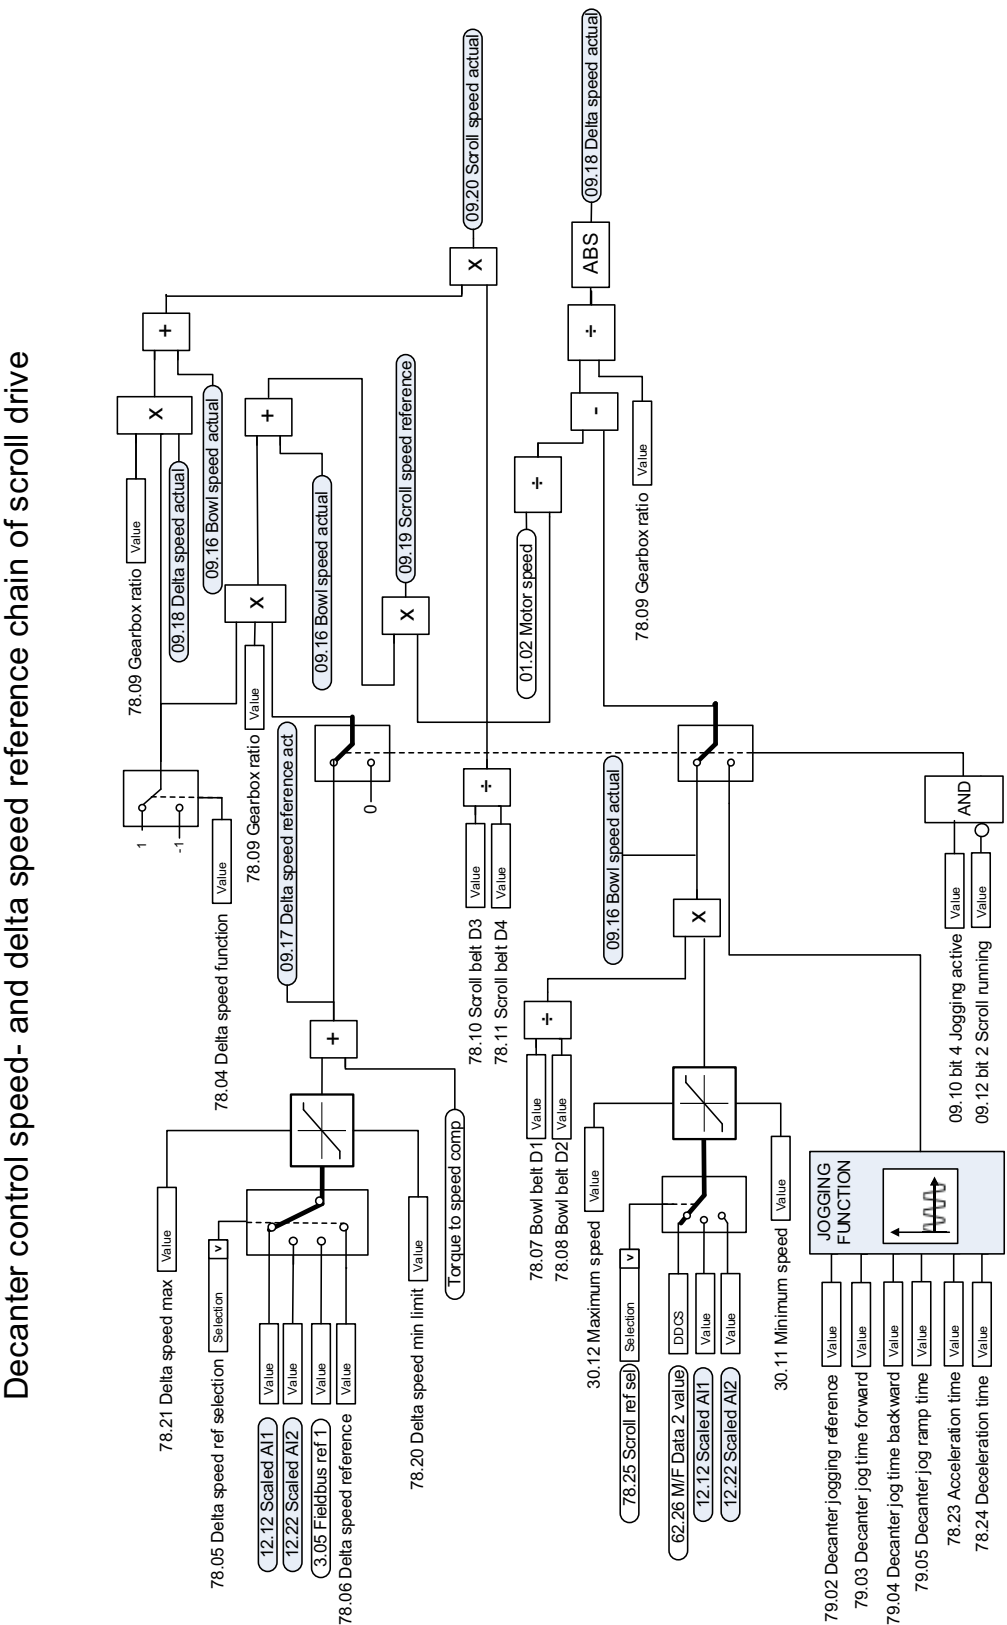 Decanter control speed- and delta speed reference chain of scroll drive
78.21 Delta speed max
Value
78.05 Delta speed ref selection
Selection
v
12.12 Scaled AI1
Value
12.22 Scaled AI2
Value
3.05 Fieldbus ref 1
Value
78.06 Delta speed reference
Value
78.20 Delta speed min limit
Value
Torque to speed comp
+
09.17 Delta speed reference act
0
1
-1
78.04 Delta speed function
Value
78.09 Gearbox ratio
Value
X
09.16 Bowl speed actual
+
78.09 Gearbox ratio
Value
09.18 Delta speed actual
X
09.16 Bowl speed actual
+
X
09.19 Scroll speed reference
78.10 Scroll belt D3
Value
78.11 Scroll belt D4
Value
÷
X
09.20 Scroll speed actual
78.07 Bowl belt D1
Value
78.08 Bowl belt D2
Value
÷
30.12 Maximum speed
Value
78.25 Scroll ref sel
Selection
v
62.26 M/F Data 2 value
DDCS
12.12 Scaled AI1
Value
12.22 Scaled AI2
Value
30.11 Minimum speed
Value
X
09.16 Bowl speed actual
01.02 Motor speed
÷
-
78.09 Gearbox ratio
Value
÷
ABS
09.18 Delta speed actual
JOGGING
FUNCTION
79.02 Decanter jogging reference
Value
79.03 Decanter jog time forward
Value
79.04 Decanter jog time backward
Value
79.05 Decanter jog ramp time
Value
78.23 Acceleration time
Value
78.24 Deceleration time
Value
09.10 bit 4 Jogging active
Value
09.12 bit 2 Scroll running
Value
AND